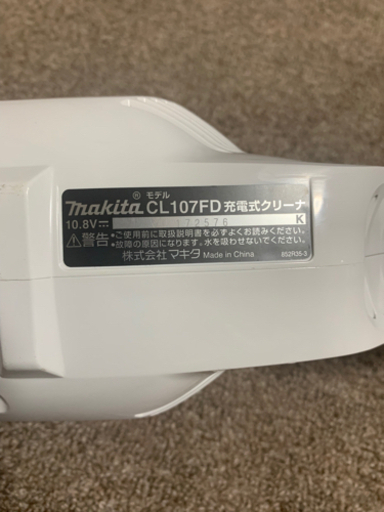 makita® モデル CL107FD 充電式クリーナ
10.8V⎓ 172576 K
⚠警告 •ご使用前に取扱説明書を必ずよくお読みください。
•故障の原因になります。水を吸わせないでください。
株式会社マキタ Made in China 852R35-3